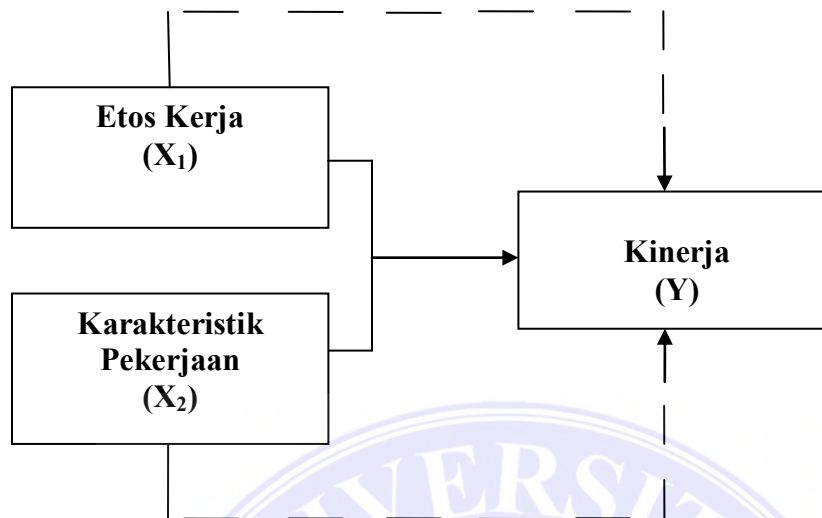 Etos Kerja
(X₁)
Kinerja
(Y)
Karakteristik
Pekerjaan
(X₂)